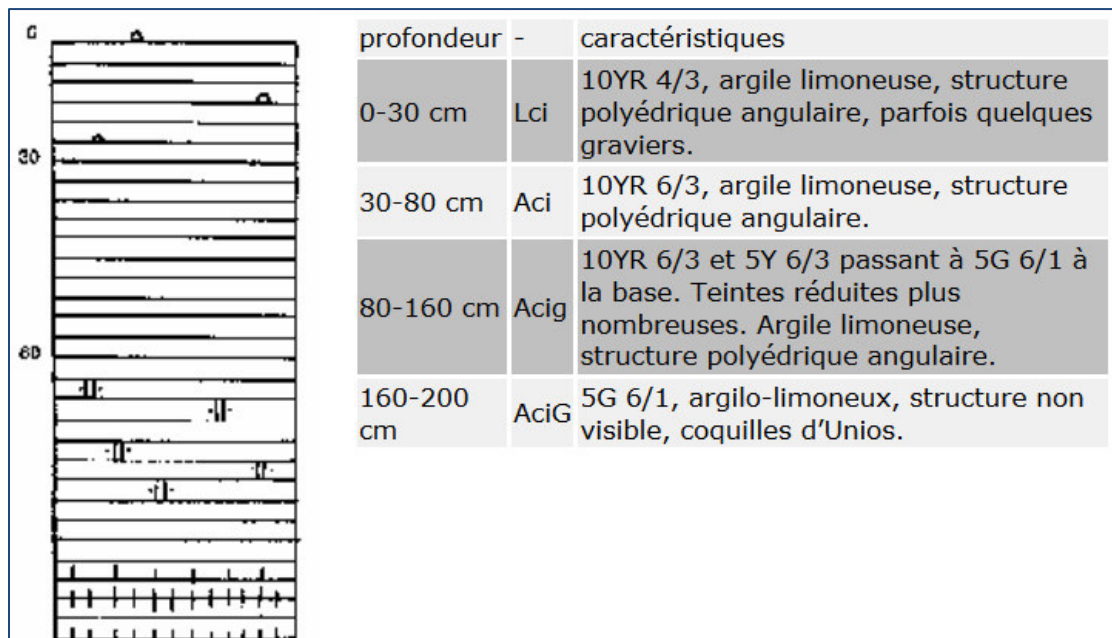 0
30
80
profondeur - caractéristiques
0-30 cm Lci 10YR 4/3, argile limoneuse, structure
polyédrique angulaire, parfois quelques
graviers.
30-80 cm Aci 10YR 6/3, argile limoneuse, structure
polyédrique angulaire.
80-160 cm Acig 10YR 6/3 et 5Y 6/3 passant à 5G 6/1 à
la base. Teintes réduites plus
nombreuses. Argile limoneuse,
structure polyédrique angulaire.
160-200
cm AciG 5G 6/1, argilo-limoneux, structure non
visible, coquilles d’Unios.